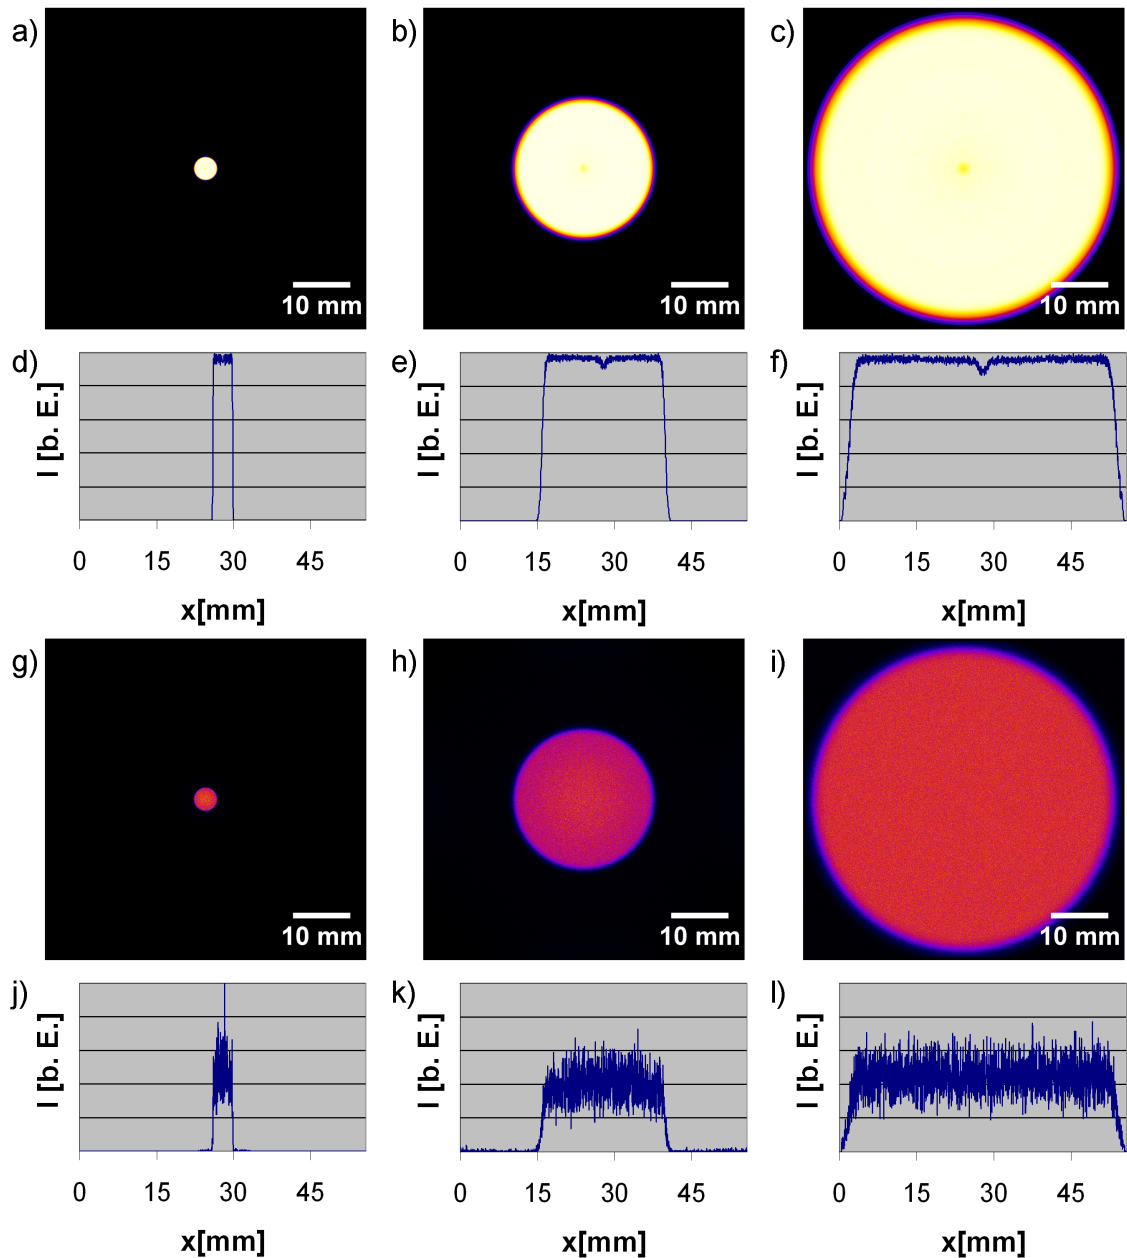 a)
b)
c)
10 mm
10 mm
10 mm
d)
e)
f)
I [b. E.]
I [b. E.]
I [b. E.]
0 15 30 45
0 15 30 45
0 15 30 45
x[mm]
x[mm]
x[mm]
g)
h)
i)
10 mm
10 mm
10 mm
j)
k)
l)
I [b. E.]
I [b. E.]
I [b. E.]
0 15 30 45
0 15 30 45
0 15 30 45
x[mm]
x[mm]
x[mm]